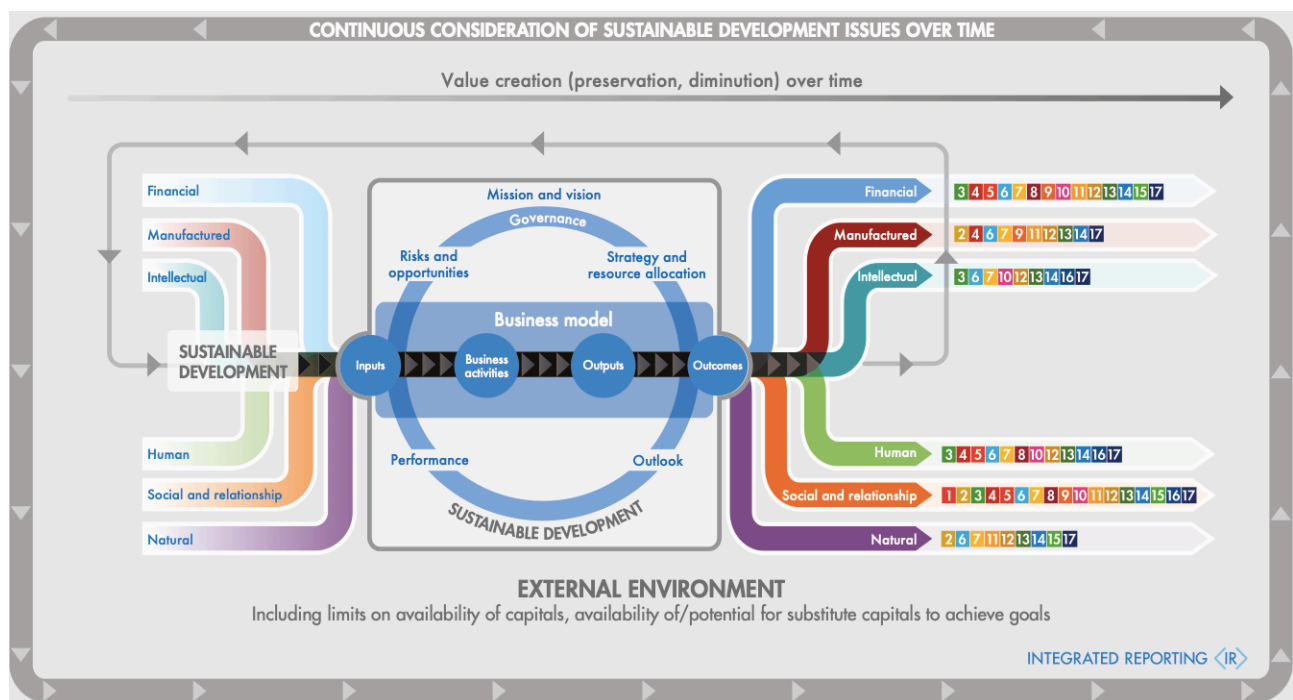 CONTINUOUS CONSIDERATION OF SUSTAINABLE DEVELOPMENT ISSUES OVER TIME
Value creation (preservation, diminution) over time
Financial
Manufactured
Intellectual
SUSTAINABLE
DEVELOPMENT
Human
Social and relationship
Natural
Mission and vision
Governance
Risks and
opportunities
Strategy and
resource allocation
Business model
Inputs
Business
activities
Outputs
Outcomes
Performance
Outlook
SUSTAINABLE DEVELOPMENT
Financial 3 4 5 6 7 8 9 10 11 12 13 14 15 17
Manufactured 2 4 6 7 9 11 12 13 14 17
Intellectual 3 6 7 10 12 13 14 16 17
Human 3 4 5 6 7 8 10 12 13 14 16 17
Social and relationship 1 2 3 4 5 6 7 8 9 10 11 12 13 14 15 16 17
Natural 2 6 7 11 12 13 14 15 17
EXTERNAL ENVIRONMENT
Including limits on availability of capitals, availability of/potential for substitute capitals to achieve goals
INTEGRATED REPORTING <IR>